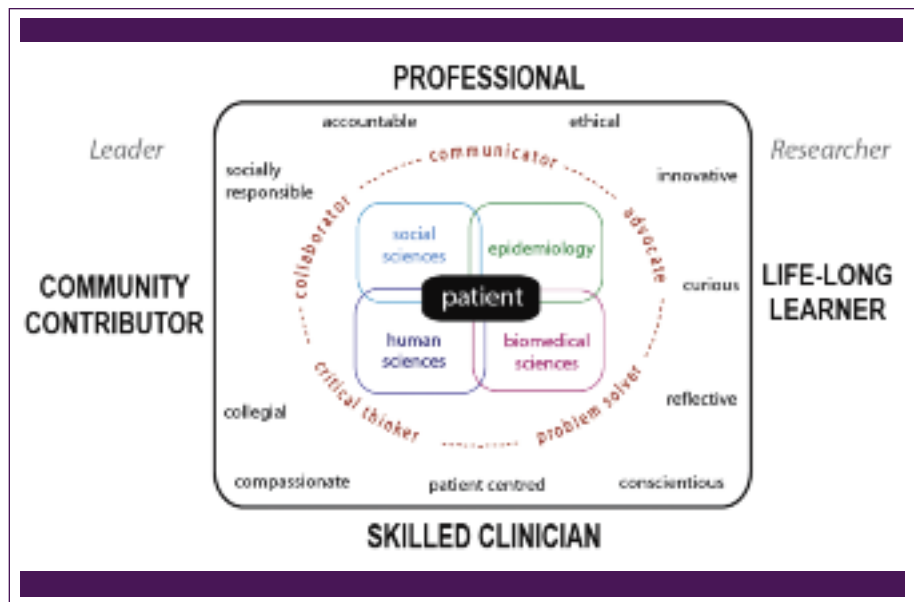 PROFESSIONAL
accountable
ethical
Leader
communicator
Researcher
socially
responsible
innovative
collaborator
advocate
social
sciences
epidemiology
COMMUNITY
CONTRIBUTOR
patient
curious
LIFE-LONG
LEARNER
human
sciences
biomedical
sciences
critical thinker
problem solver
reflective
collegial
compassionate
patient centred
conscientious
SKILLED CLINICIAN